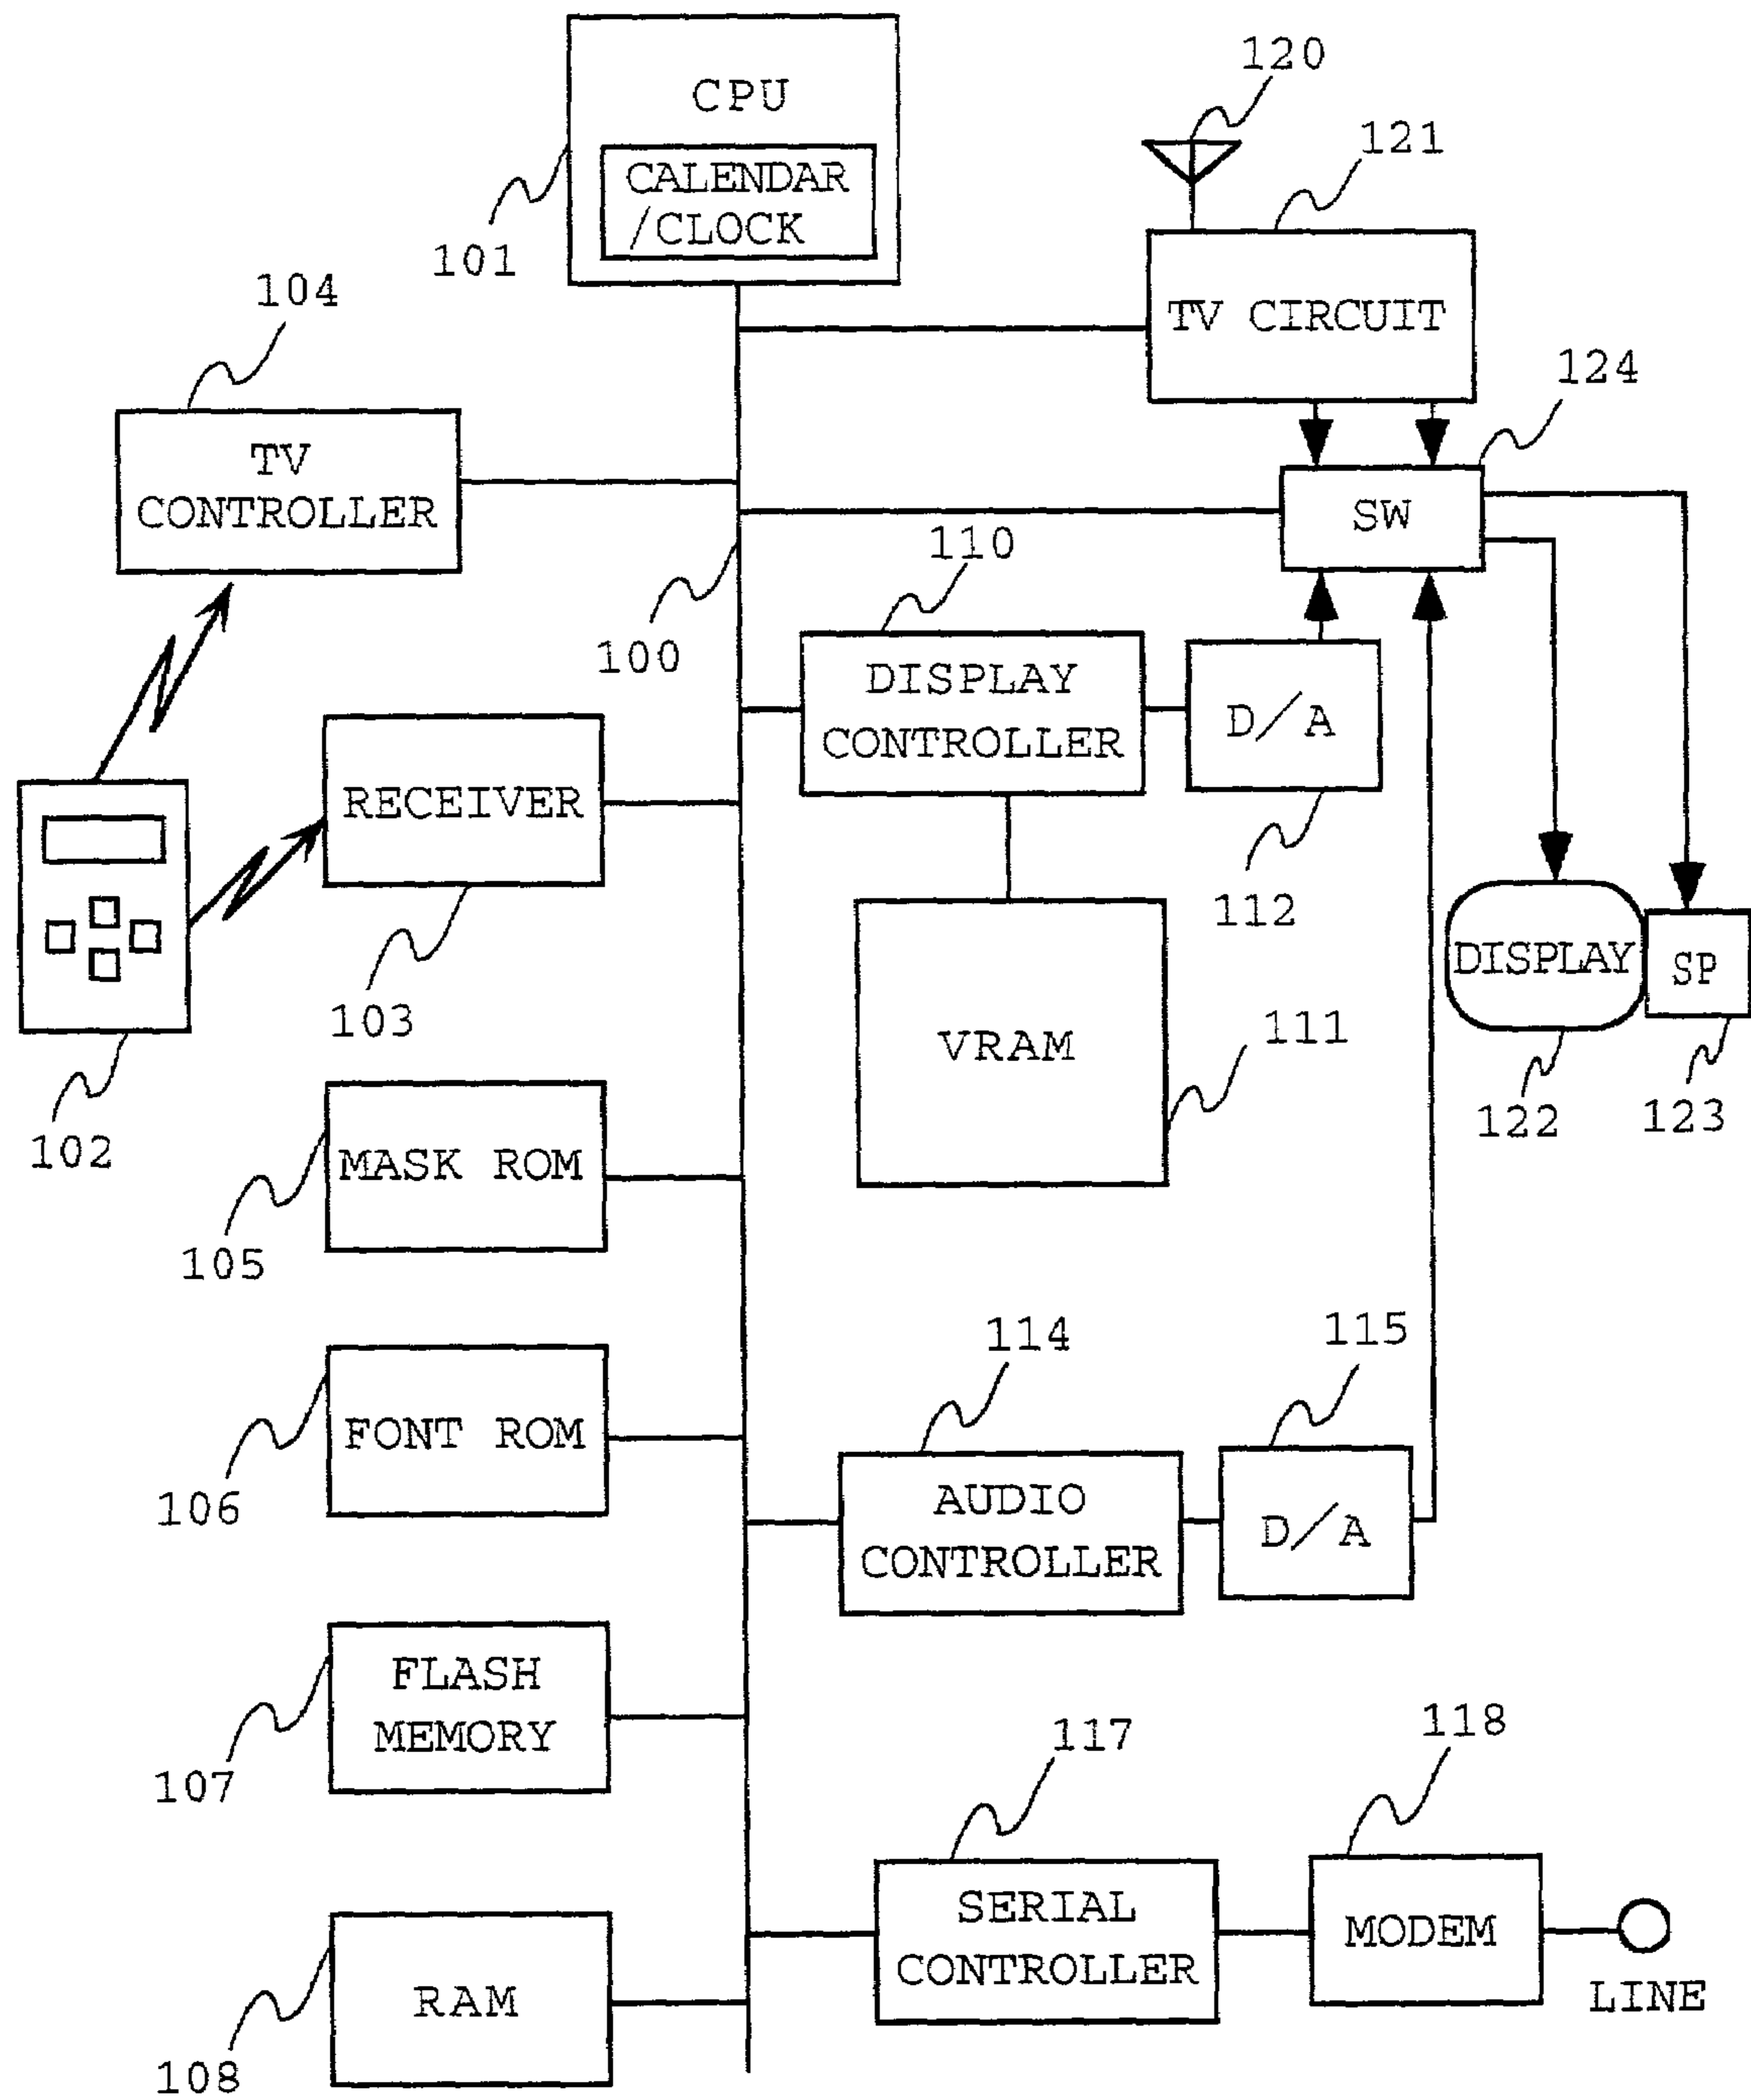 CPU
CALENDAR
/CLOCK
101
120
121
TV CIRCUIT
104
TV
CONTROLLER
124
SW
100
110
DISPLAY
CONTROLLER
D/A
112
RECEIVER
103
102
VRAM
111
DISPLAY
SP
122
123
MASK ROM
105
FONT ROM
106
114
115
AUDIO
CONTROLLER
D/A
FLASH
MEMORY
107
117
118
SERIAL
CONTROLLER
MODEM
LINE
RAM
108